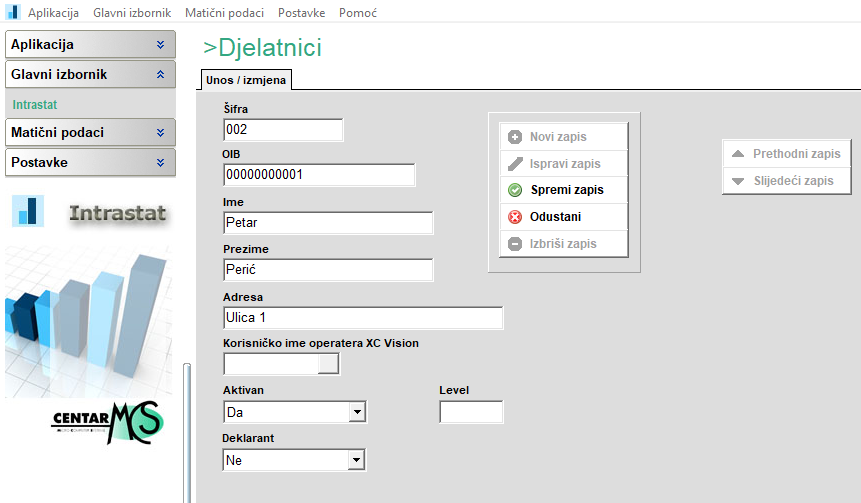 Aplikacija Glavni izbornik Matični podaci Postavke Pomoć
Aplikacija
Glavni izbornik
Intrastat
Matični podaci
Postavke
Intrastat
CENTAR MCS
>Djelatnici
Unos / izmjena
Šifra
002
OIB
00000000001
Ime
Petar
Prezime
Perić
Adresa
Ulica 1
Korisničko ime operatera XC Vision
Aktivan
Level
Da
Deklarant
Ne
Novi zapis
Ispravi zapis
Spremi zapis
Odustani
Izbriši zapis
Prethodni zapis
Slijedeći zapis